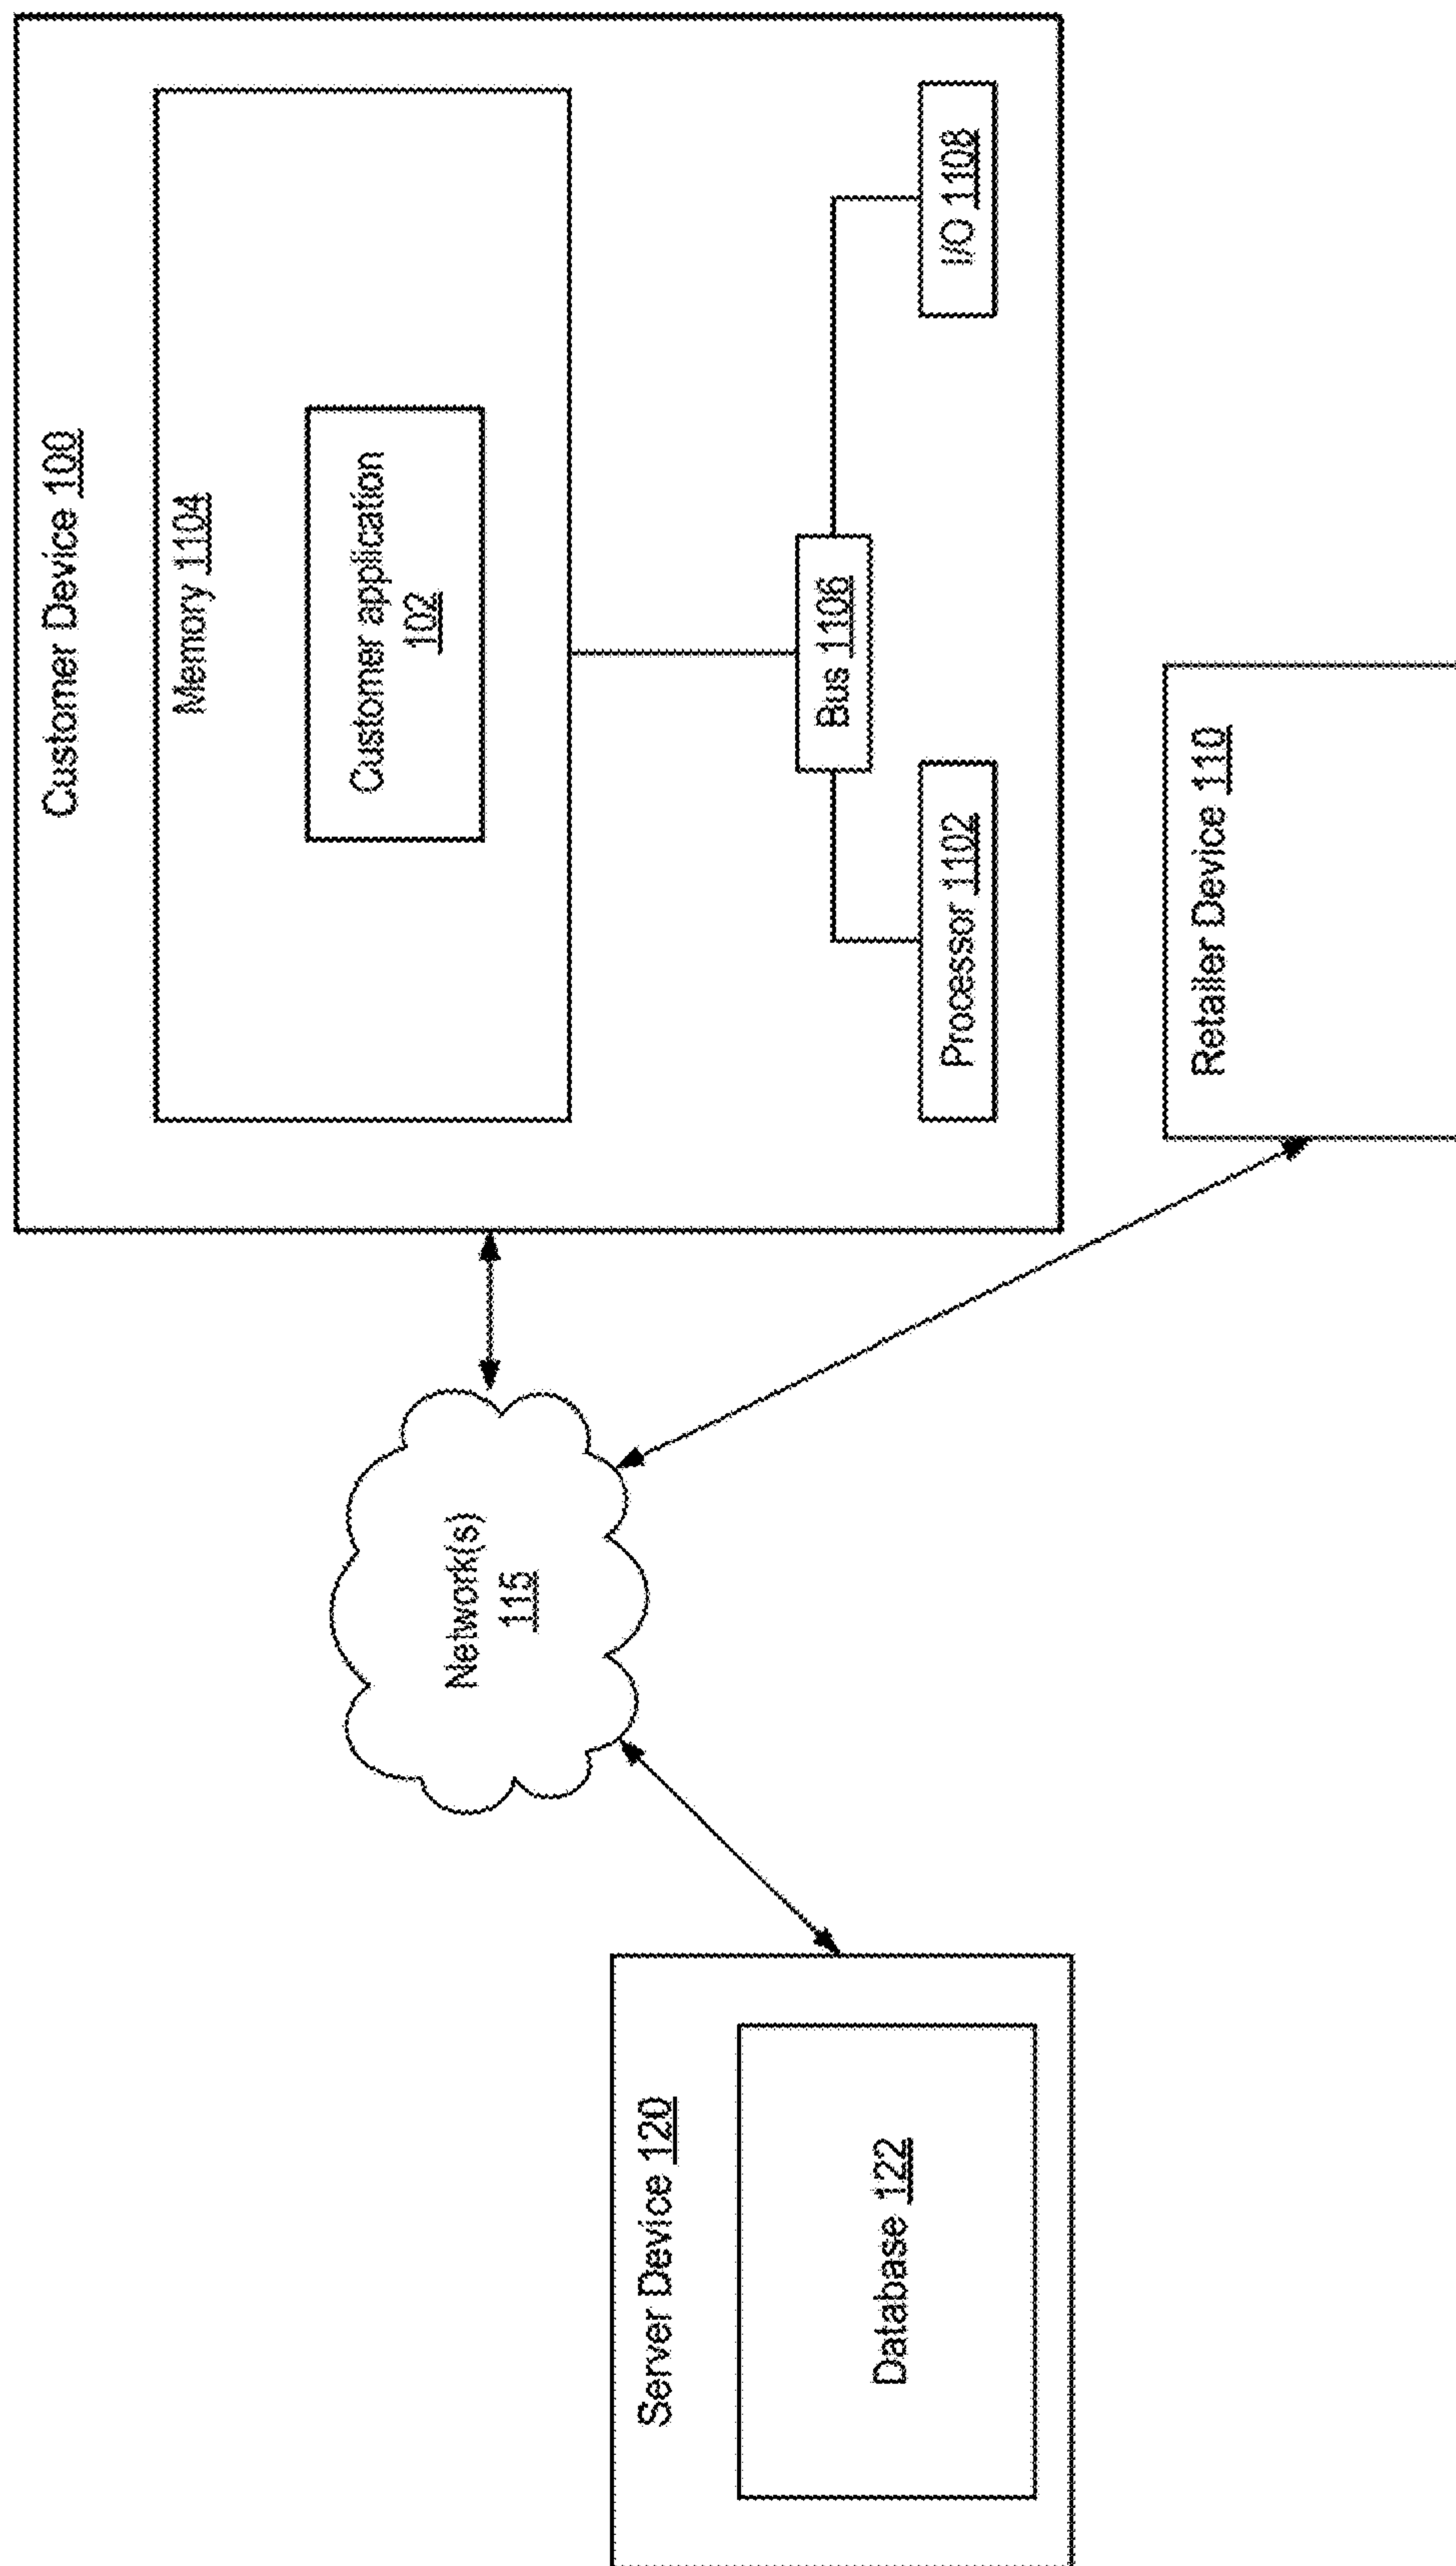 Customer Device 100
Memory 1104
Customer application
102
Bus 1106
Processor 1102
I/O 1108
Network(s)
115
Server Device 120
Database 122
Retailer Device 110